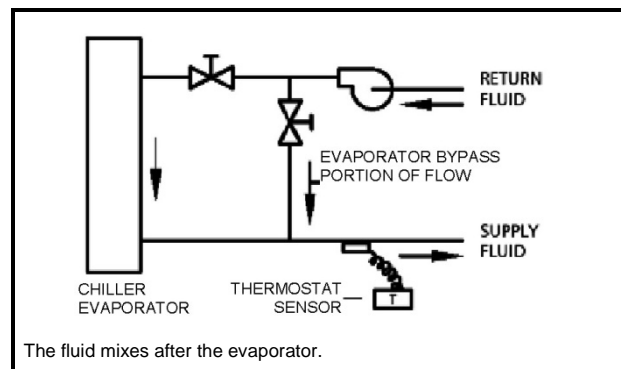 RETURN
FLUID
EVAPORATOR BYPASS
PORTION OF FLOW
SUPPLY
FLUID
CHILLER
EVAPORATOR
THERMOSTAT
SENSOR
T
The fluid mixes after the evaporator.